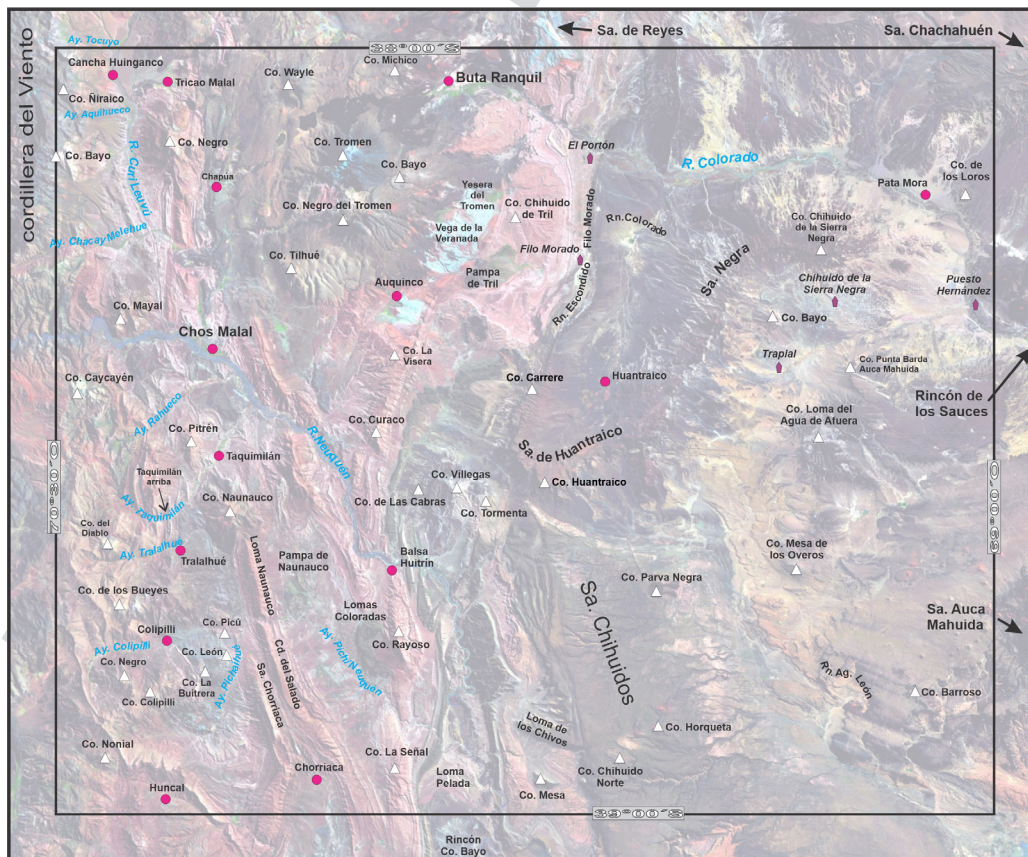 Sa. de Reyes
Sa. Chachahuén
cordillera del Viento
Ay. Tocuyo
38°00´S
Cancha Huinganco
Tricao Malal
Co. Wayle
Co. Michico
Buta Ranquil
Co. Ñiraico
Ay. Aquihueco
Co. Negro
Co. Bayo
R. Curi Leuvú
Chapúa
Co. Tromen
Co. Bayo
El Portón
R. Colorado
Co. de
los Loros
Pata Mora
Yesera
del
Tromen
Co. Chihuido
de Tril
Filo Morado
Co. Negro del Tromen
Vega de la
Veranada
Rn.Colorado
Co. Chihuido
de la Sierra
Negra
Ay. Chacay Melehue
Filo Morado
Sa. Negra
Co. Tilhué
Pampa
de Tril
Auquinco
Rn. Escondido
Chihuido de la
Sierra Negra
Puesto
Hernández
Co. Mayal
Co. Bayo
Chos Malal
Co. La
Visera
Trapial
Co. Punta Barda
Auca Mahuida
Co. Caycayén
Co. Carrere
Huantraico
Rincón de
los Sauces
Ay. Rahueco
Co. Curaco
Co. Loma del
Agua de Afuera
Co. Pitrén
R.Neuquén
Sa. de Huantraico
Taquimilán
Taquimilán
arriba
Co. Villegas
Co. Huantraico
70°30´O
69°00´O
Co. Naunauco
Co. de Las Cabras
Co. Tormenta
Ay. Taquimilán
Co. del
Diablo
Ay. Tralalhue
Tralalhué
Loma Naunauco
Pampa de
Naunauco
Balsa
Huitrín
Co. Mesa de
los Overos
Co. Parva Negra
Co. de los Bueyes
Lomas
Coloradas
Sa. Chihuidos
Sa. Auca
Mahuida
Co. Picú
Colipilli
Ay. Colipilli
Co. León
Co. Rayoso
Ay. Pichi Neuquén
Co. Negro
Co. La
Buitrera
Ay. Pichaihué
Cd. del Salado
Sa. Chorriaca
Rn. Ag. León
Co. Colipilli
Co. Barroso
Loma de
los Chivos
Co. Horqueta
Co. Nonial
Co. La Señal
Chorriaca
Loma
Pelada
Co. Chihuido
Norte
Huncal
Co. Mesa
39°00´S
Rincón
Co. Bayo